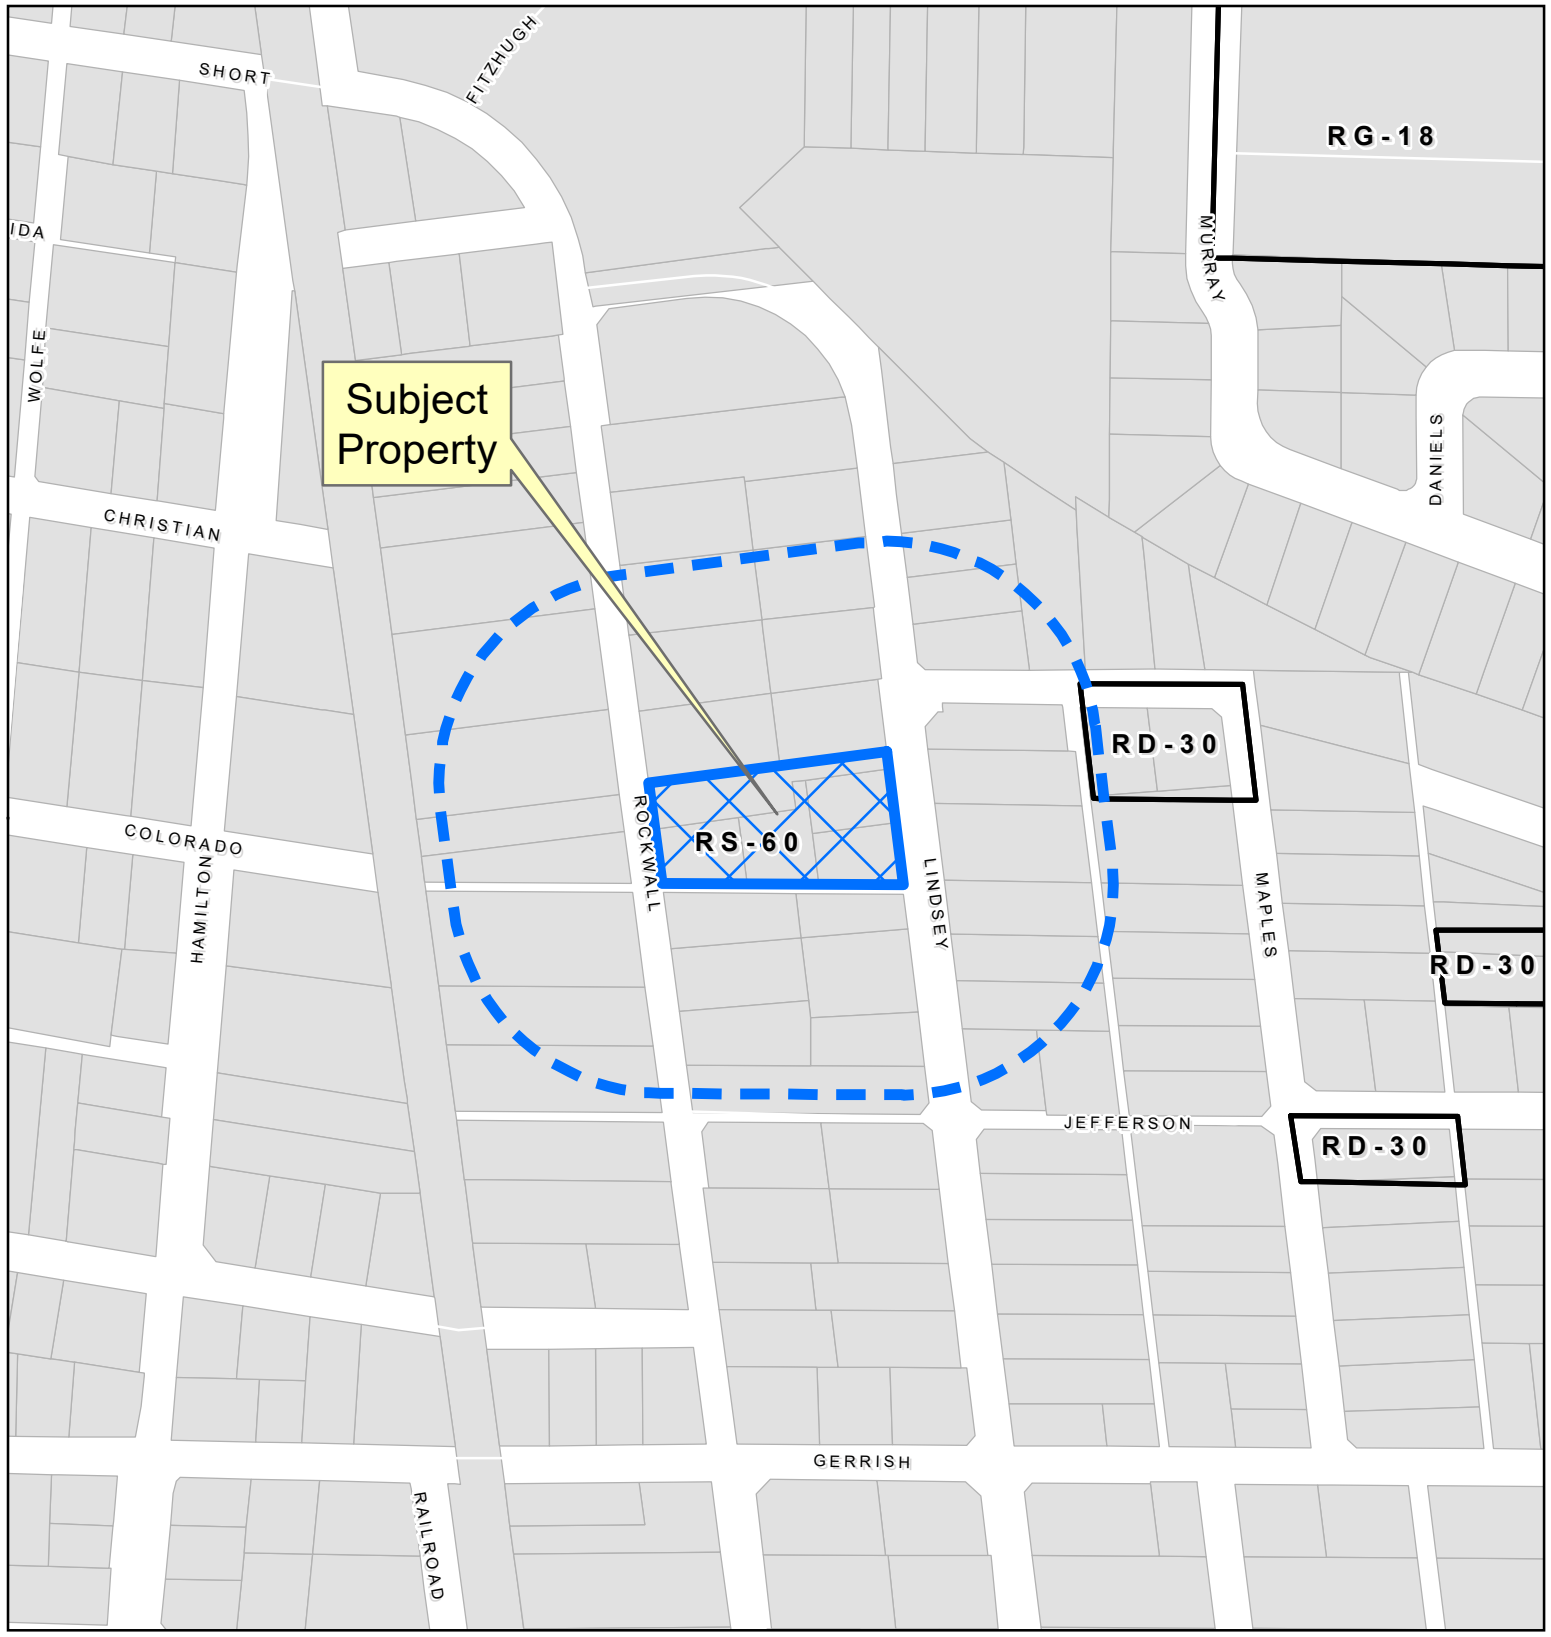 FITZHUGH
SHORT
RG-18
IDA
MURRAY
WOLFE
Subject
Property
DANIELS
CHRISTIAN
RD-30
COLORADO
RS-60
ROCKWALL
HAMILTON
LINDSEY
MAPLES
RD-30
JEFFERSON
RD-30
GERRISH
RAILROAD